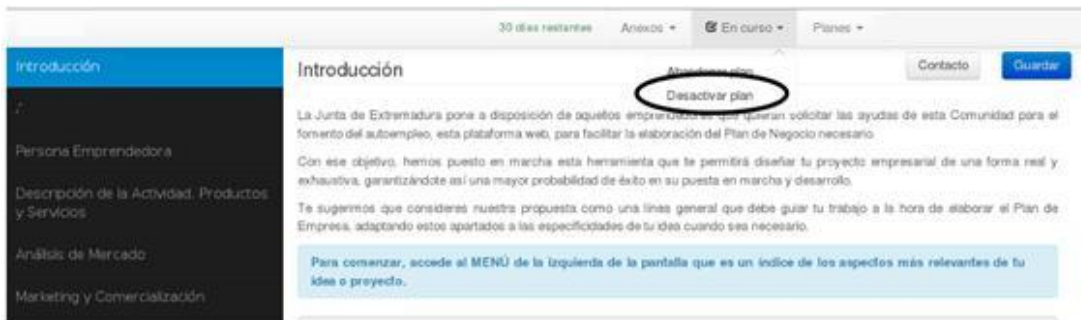 30 días restantes Anexos En curso Planes
Introducción
Introducción
Contacto
Guardar
Abandonar plan
Desactivar plan
La Junta de Extremadura pone a disposición de aquellos emprendedores que quieran solicitar las ayudas de esta Comunidad para el
fomento del autoempleo, esta plataforma web, para facilitar la elaboración del Plan de Negocio necesario.
Con ese objetivo, hemos puesto en marcha esta herramienta que te permitirá diseñar tu proyecto empresarial de una forma real y
exhaustiva, garantizándote así una mayor probabilidad de éxito en su puesta en marcha y desarrollo.
Te sugerimos que consideres nuestra propuesta como una línea general que debe guiar tu trabajo a la hora de elaborar el Plan de
Empresa, adaptando estos apartados a las especificidades de tu idea cuando sea necesario.
Para comenzar, accede al MENÚ de la izquierda de la pantalla que es un índice de los aspectos más relevantes de tu
idea o proyecto.
Persona Emprendedora
Descripción de la Actividad, Productos
y Servicios
Análisis de Mercado
Marketing y Comercialización